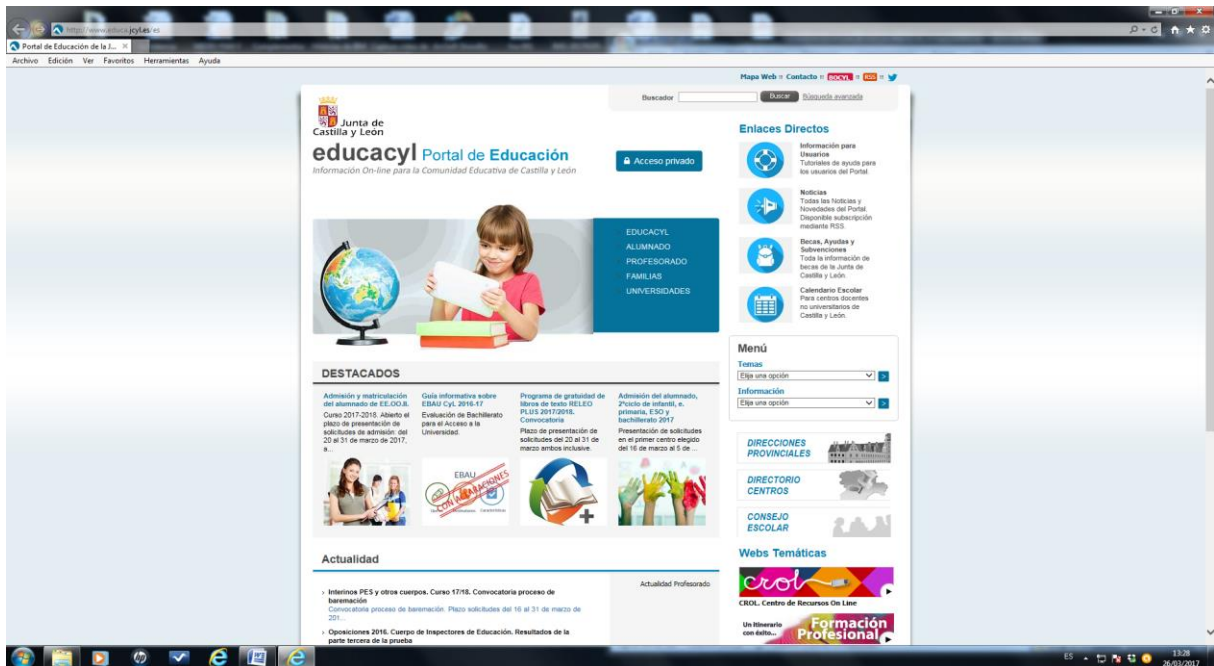 http://www.educa.jcyl.es/es
Portal de Educación de la J...
Archivo Edición Ver Favoritos Herramientas Ayuda
Mapa Web :: Contacto :: BOCYL :: RSS ::
Buscador Buscar Búsqueda avanzada
Junta de
Castilla y León
educacyl Portal de Educación
Información On-line para la Comunidad Educativa de Castilla y León
Acceso privado
EDUCACYL
ALUMNADO
PROFESORADO
FAMILIAS
UNIVERSIDADES
Enlaces Directos
Información para
Usuarios
Tutoriales de ayuda para
los usuarios del Portal.
Noticias
Todas las Noticias y
Novedades del Portal.
Disponible subscripción
mediante RSS.
Becas, Ayudas y
Subvenciones
Toda la información de
becas de la Junta de
Castilla y León.
Calendario Escolar
Para centros docentes
no universitarios de
Castilla y León.
Menú
Temas
Elija una opción >
Información
Elija una opción >
DESTACADOS
Admisión y matriculación
del alumnado de EE.OO.II.
Curso 2017-2018. Abierto el
plazo de presentación de
solicitudes de admisión: del
20 al 31 de marzo de 2017,
a...
Guía informativa sobre
EBAU CyL 2016-17
Evaluación de Bachillerato
para el Acceso a la
Universidad.
EBAU
CON
Características
Programa de gratuidad de
libros de texto RELEO
PLUS 2017/2018.
Convocatoria
Plazo de presentación de
solicitudes del 20 al 31 de
marzo ambos inclusive.
Admisión del alumnado,
2ºciclo de infantil, e.
primaria, ESO y
bachillerato 2017
Presentación de solicitudes
en el primer centro elegido
del 16 de marzo al 5 de ...
DIRECCIONES
PROVINCIALES
DIRECTORIO
CENTROS
CONSEJO
ESCOLAR
Webs Temáticas
crol
CROL. Centro de Recursos On Line
Un itinerario
con éxito...
Formación
Profesional
Actualidad
Actualidad Profesorado
Interinos PES y otros cuerpos. Curso 17/18. Convocatoria proceso de
baremación
Convocatoria proceso de baremación. Plazo solicitudes del 16 al 31 de marzo de
201...
Oposiciones 2016. Cuerpo de Inspectores de Educación. Resultados de la
parte tercera de la prueba
ES
13:28
26/03/2017